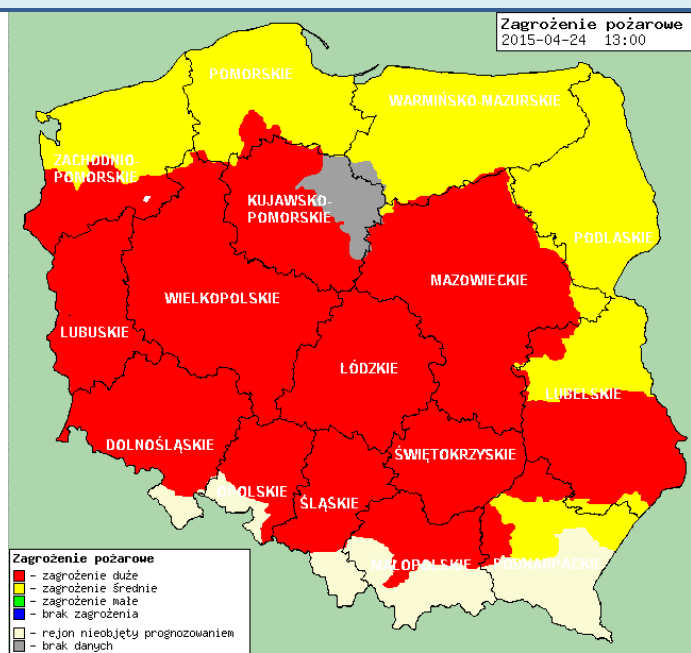 Zagrożenie pożarowe
2015-04-24 13:00
POMORSKIE
WARMIŃSKO-MAZURSKIE
ZACHODNIO-
POMORSKIE
KUJAWSKO-
POMORSKIE
PODLASKIE
MAZOWIECKIE
WIELKOPOLSKIE
LUBUSKIE
ŁÓDZKIE
LUBELSKIE
DOLNOŚLĄSKIE
ŚWIĘTOKRZYSKIE
OPOLSKIE
ŚLĄSKIE
MAŁOPOLSKIE
PODKARPACKIE
Zagrożenie pożarowe
– zagrożenie duże
– zagrożenie średnie
– zagrożenie małe
– brak zagrożenia
– rejon nieobjęty prognozowaniem
– brak danych